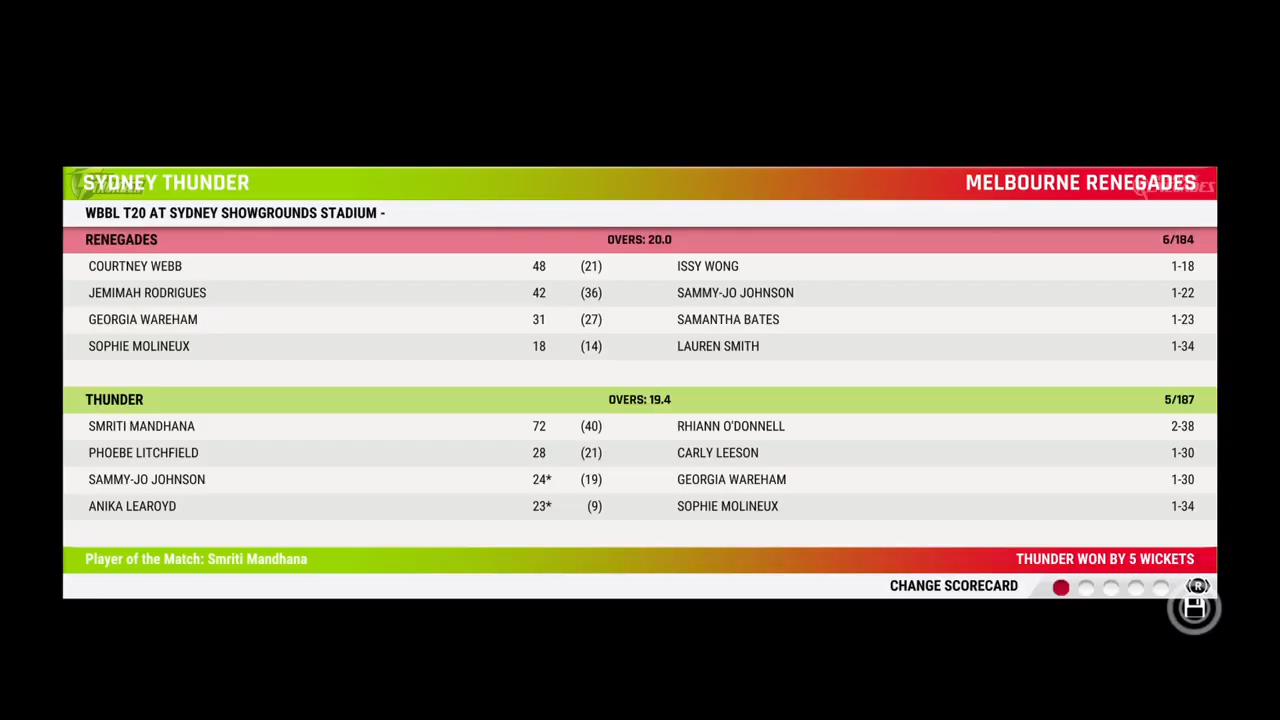 SYDNEY THUNDER MELBOURNE RENEGADES
WBBL T20 AT SYDNEY SHOWGROUNDS STADIUM -
RENEGADES OVERS: 20.0 6/184
COURTNEY WEBB 48 (21) ISSY WONG 1-18
JEMIMAH RODRIGUES 42 (36) SAMMY-JO JOHNSON 1-22
GEORGIA WAREHAM 31 (27) SAMANTHA BATES 1-23
SOPHIE MOLINEUX 18 (14) LAUREN SMITH 1-34
THUNDER OVERS: 19.4 5/187
SMRITI MANDHANA 72 (40) RHIANN O'DONNELL 2-38
PHOEBE LITCHFIELD 28 (21) CARLY LEESON 1-30
SAMMY-JO JOHNSON 24* (19) GEORGIA WAREHAM 1-30
ANIKA LEAROYD 23* (9) SOPHIE MOLINEUX 1-34
Player of the Match: Smriti Mandhana THUNDER WON BY 5 WICKETS
CHANGE SCORECARD R